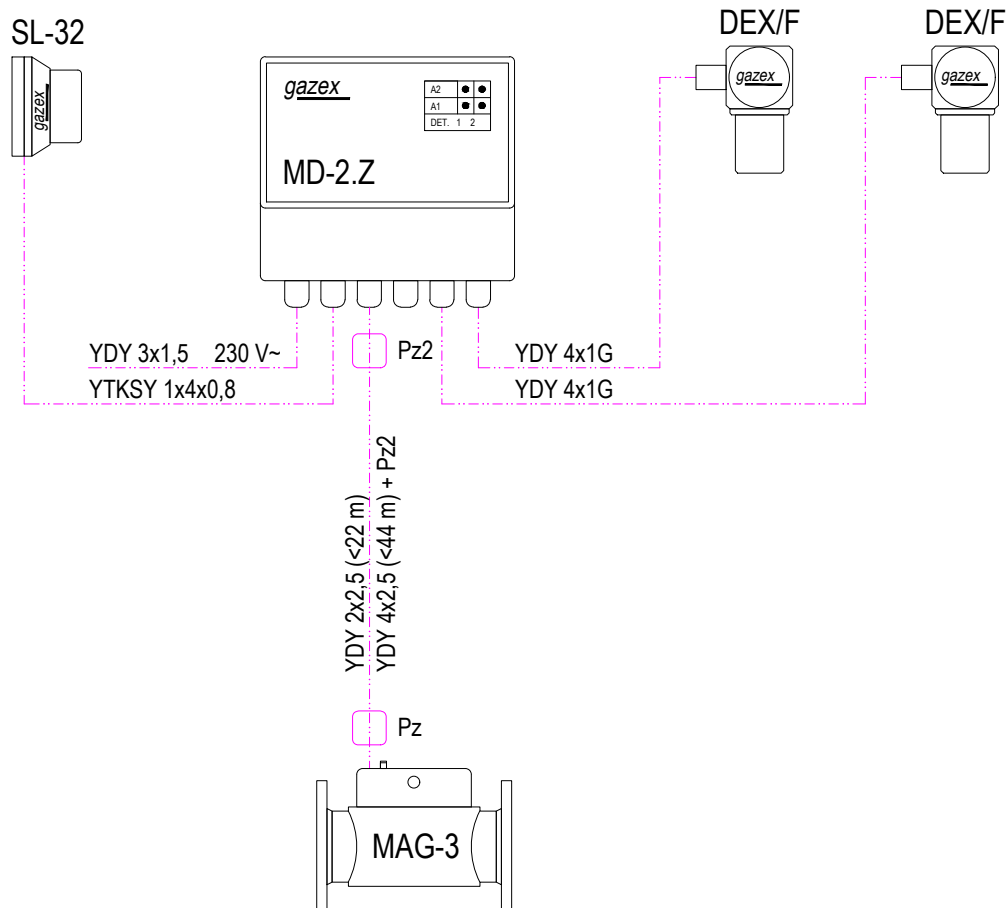 SL-32
gazex
gazex
A2
A1
DET. 1 2
MD-2.Z
DEX/F
gazex
DEX/F
gazex
YDY 3x1,5 230 V~
YTKSY 1x4x0,8
Pz2
YDY 4x1G
YDY 4x1G
YDY 2x2,5 (<22 m)
YDY 4x2,5 (<44 m) + Pz2
Pz
MAG-3